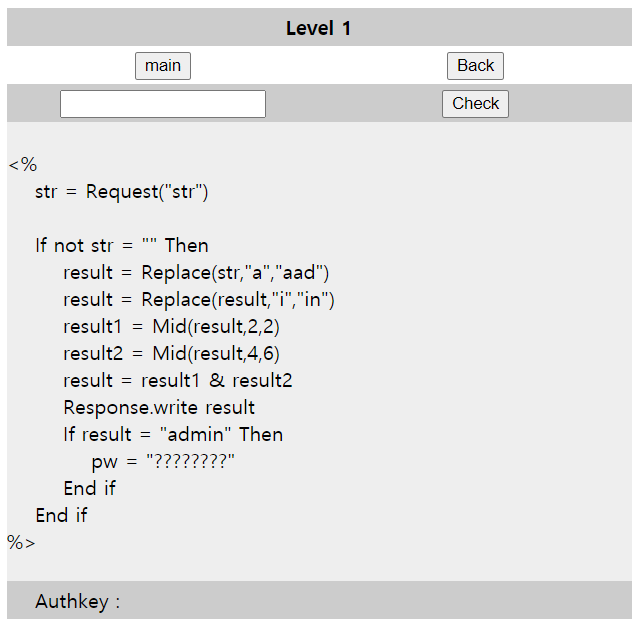 Level 1
main Back
Check
<%
str = Request("str")
If not str = "" Then
result = Replace(str,"a","aad")
result = Replace(result,"i","in")
result1 = Mid(result,2,2)
result2 = Mid(result,4,6)
result = result1 & result2
Response.write result
If result = "admin" Then
pw = "????????"
End if
End if
%>
Authkey :